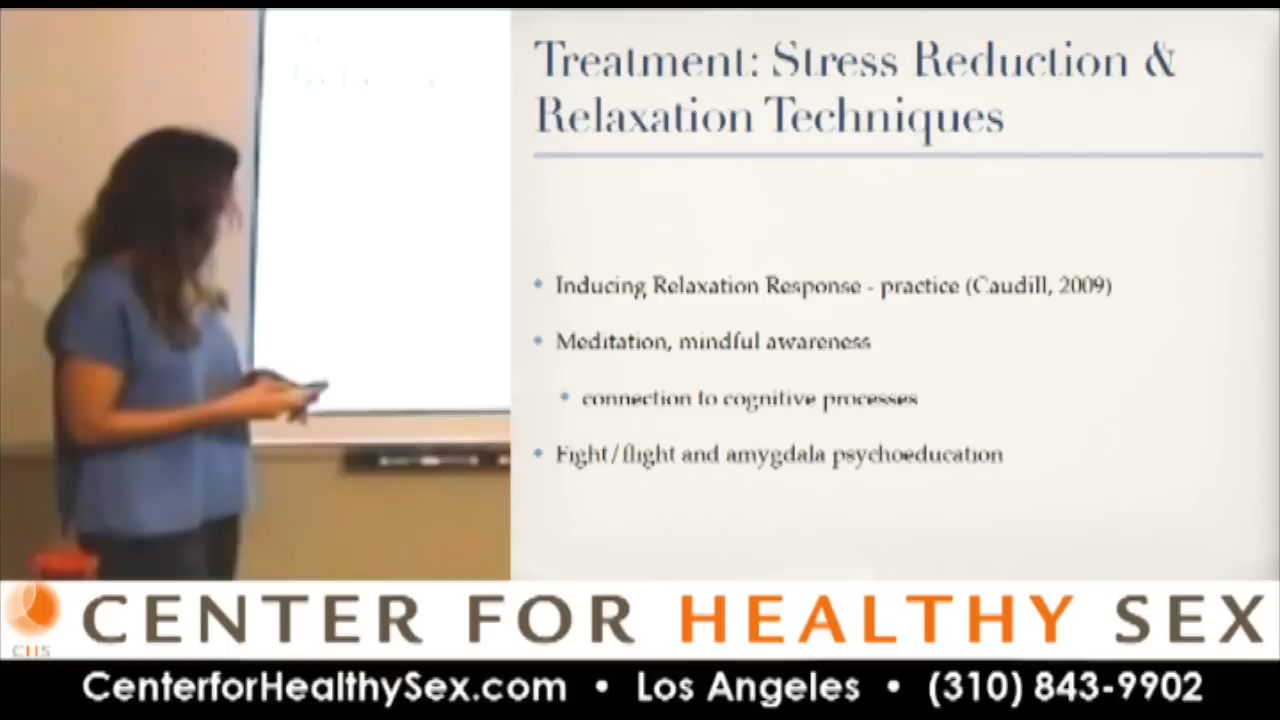 Treatment: Stress Reduction &
Relaxation Techniques
• Inducing Relaxation Response - practice (Caudill, 2009)
• Meditation, mindful awareness
• connection to cognitive processes
• Fight/flight and amygdala psychoeducation
CHS
CENTER FOR HEALTHY SEX
CenterforHealthySex.com • Los Angeles • (310) 843-9902